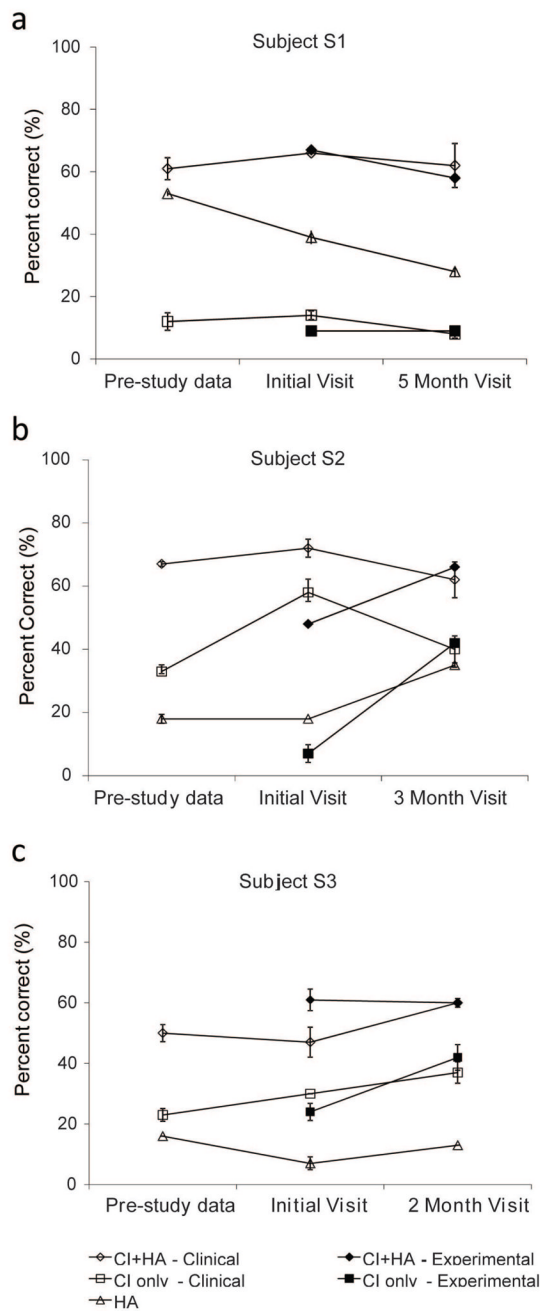 a
Subject S1
100
80
60
40
20
0
Percent correct (%)
Pre-study data Initial Visit 5 Month Visit
b
Subject S2
100
80
60
40
20
0
Percent Correct (%)
Pre-study data Initial Visit 3 Month Visit
c
Subject S3
100
80
60
40
20
0
Percent correct (%)
Pre-study data Initial Visit 2 Month Visit
CI+HA - Clinical CI+HA - Experimental
CI only - Clinical CI only - Experimental
HA